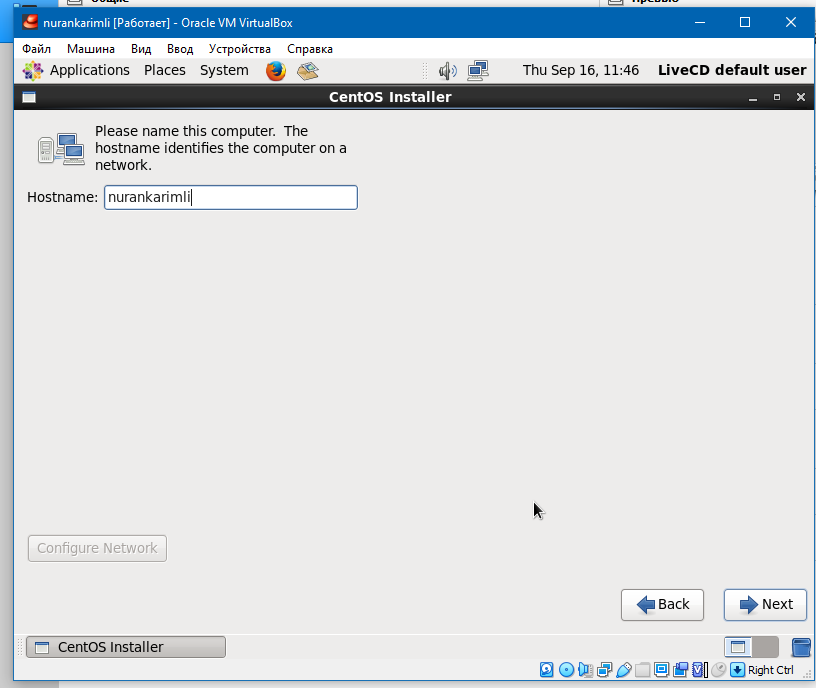 общие
Превью
nurankarimli [Работает] - Oracle VM VirtualBox
Файл Машина Вид Ввод Устройства Справка
Applications Places System Thu Sep 16, 11:46 LiveCD default user
CentOS Installer
Please name this computer. The
hostname identifies the computer on a
network.
Hostname: nurankarimli
Configure Network
Back Next
CentOS Installer
Right Ctrl